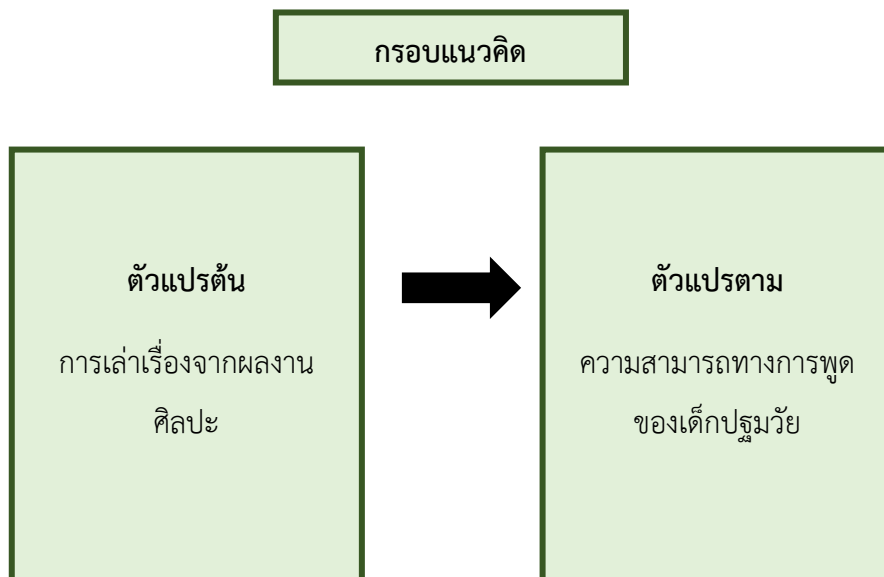 กรอบแนวคิด
ตัวแปรต้น
การเล่าเรื่องจากผลงาน
ศิลปะ
ตัวแปรตาม
ความสามารถทางการพูด
ของเด็กปฐมวัย